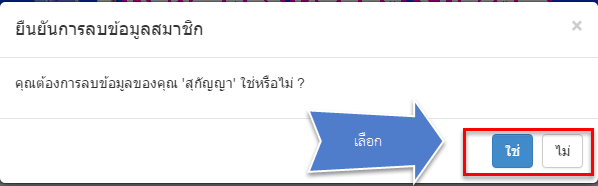 ยืนยันการลบข้อมูลสมาชิก
×
คุณต้องการลบข้อมูลของคุณ 'สุกัญญา' ใช่หรือไม่ ?
เลือก
ใช่ ไม่